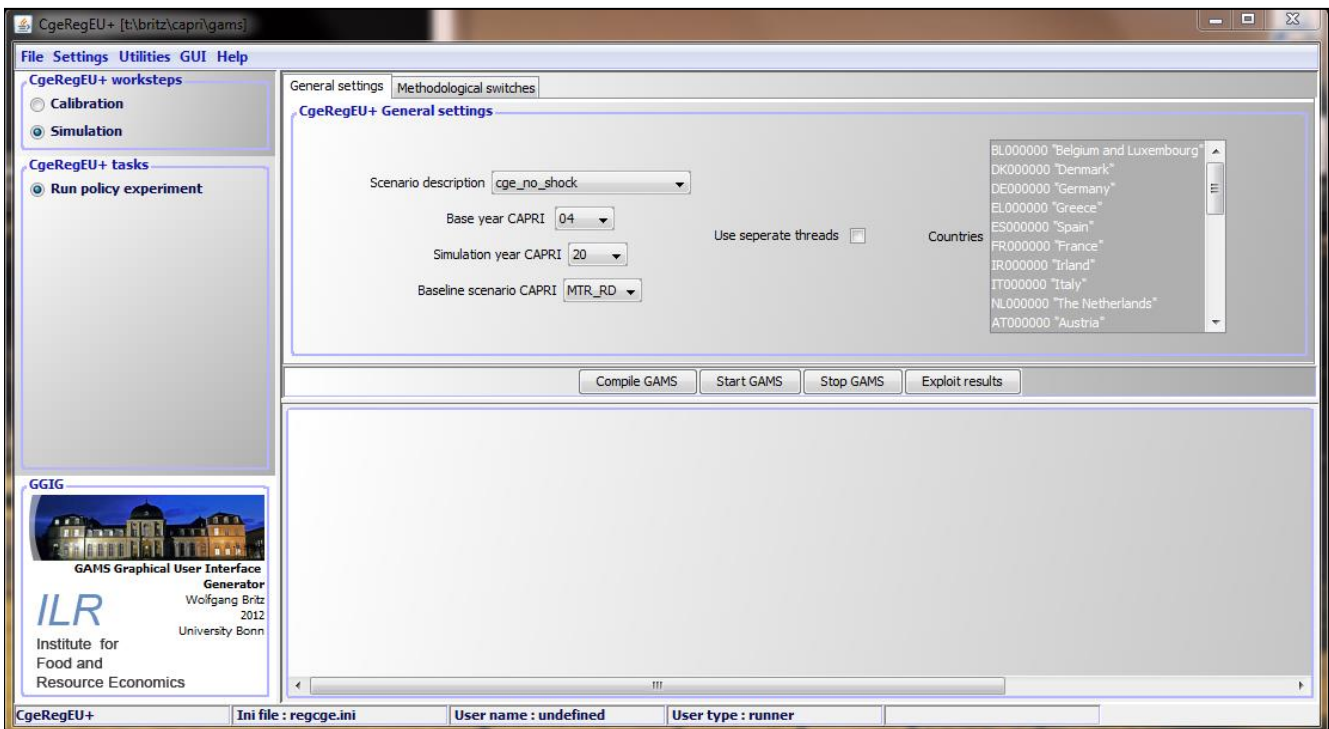 CgeRegEU+ [t:\britz\capri\gams]
File Settings Utilities GUI Help
CgeRegEU+ worksteps
Calibration
Simulation
CgeRegEU+ tasks
Run policy experiment
General settings
Methodological switches
CgeRegEU+ General settings
Scenario description cge_no_shock
Base year CAPRI 04
Simulation year CAPRI 20
Baseline scenario CAPRI MTR_RD
Use seperate threads
Countries
BL000000 "Belgium and Luxembourg"
DK000000 "Denmark"
DE000000 "Germany"
EL000000 "Greece"
ES000000 "Spain"
FR000000 "France"
IR000000 "Irland"
IT000000 "Italy"
NL000000 "The Netherlands"
AT000000 "Austria"
Compile GAMS Start GAMS Stop GAMS Exploit results
GGIG
GAMS Graphical User Interface
Generator
Wolfgang Britz
2012
University Bonn
ILR
Institute for
Food and
Resource Economics
CgeRegEU+ Ini file : regcge.ini User name : undefined User type : runner